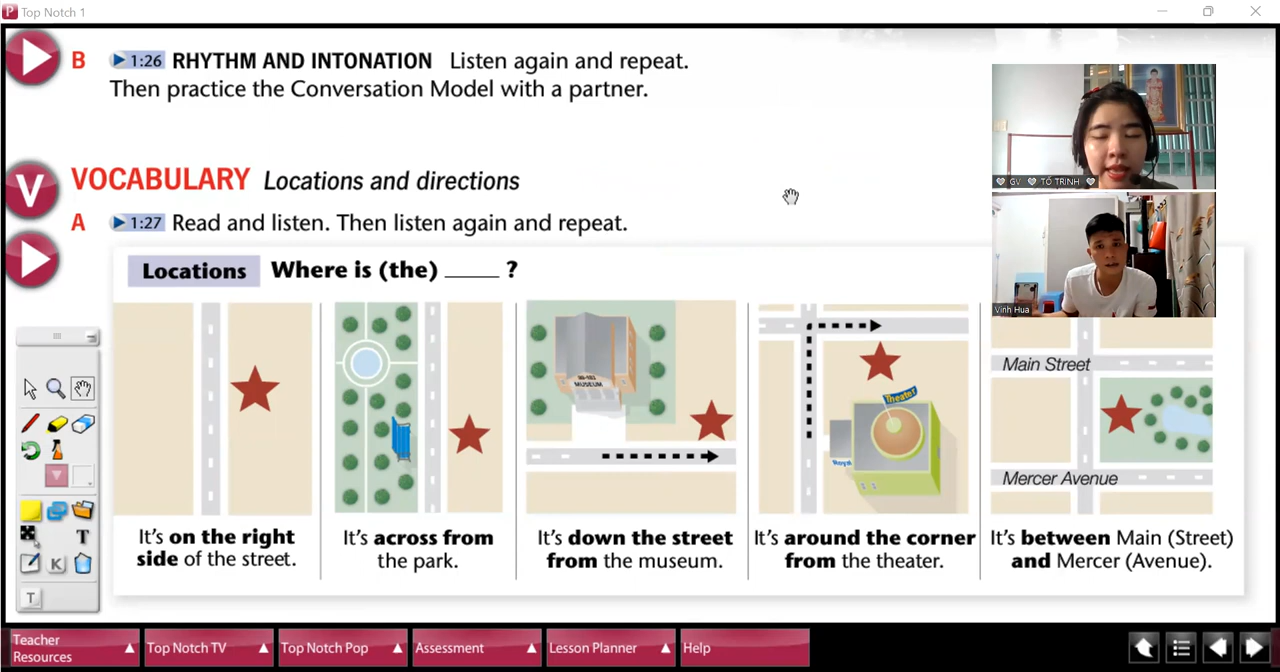 Top Notch 1
B 1:26 RHYTHM AND INTONATION Listen again and repeat.
Then practice the Conversation Model with a partner.
V VOCABULARY Locations and directions
A 1:27 Read and listen. Then listen again and repeat.
Locations Where is (the) _____ ?
GV TỐ TRINH
Vinh Hua
MUSEUM
Theater
Royal
Main Street
Mercer Avenue
It's on the right
side of the street.
It's across from
the park.
It's down the street
from the museum.
It's around the corner
from the theater.
It's between Main (Street)
and Mercer (Avenue).
T
K
T
Teacher
Resources
Top Notch TV
Top Notch Pop
Assessment
Lesson Planner
Help